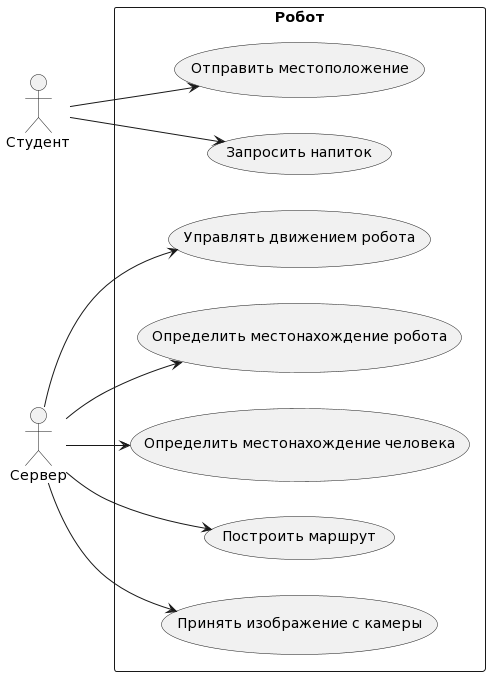 Робот
Отправить местоположение
Студент
Запросить напиток
Управлять движением робота
Определить местонахождение робота
Определить местонахождение человека
Сервер
Построить маршрут
Принять изображение с камеры